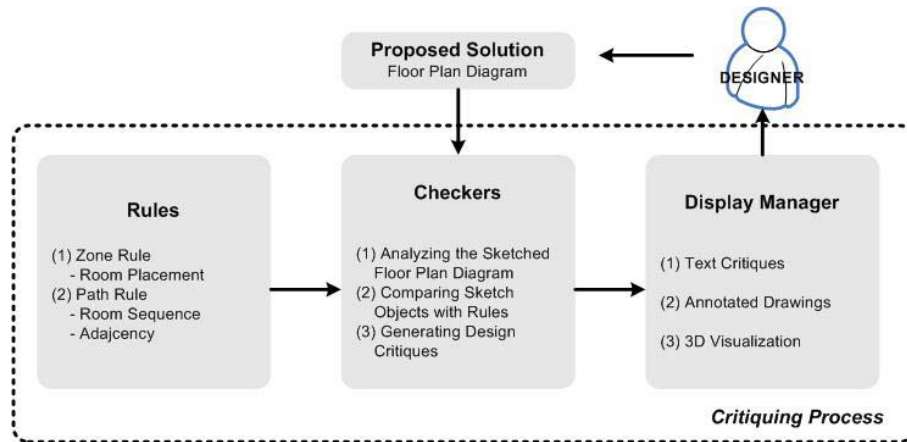 Proposed Solution
Floor Plan Diagram
DESIGNER
Rules
(1) Zone Rule
- Room Placement
(2) Path Rule
- Room Sequence
- Adajcency
Checkers
(1) Analyzing the Sketched
Floor Plan Diagram
(2) Comparing Sketch
Objects with Rules
(3) Generating Design
Critiques
Display Manager
(1) Text Critiques
(2) Annotated Drawings
(3) 3D Visualization
Critiquing Process